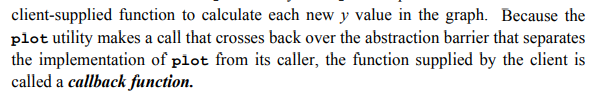 client-supplied function to calculate each new y value in the graph. Because the
plot utility makes a call that crosses back over the abstraction barrier that separates
the implementation of plot from its caller, the function supplied by the client is
called a callback function.